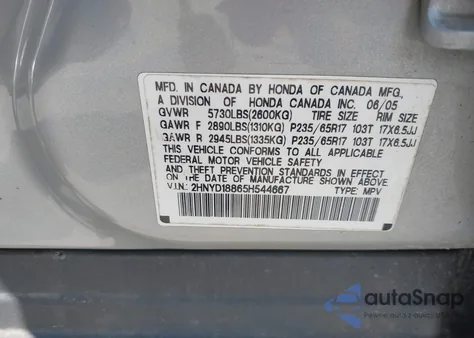 MFD. IN CANADA BY HONDA OF CANADA MFG.,
A DIVISION OF HONDA CANADA INC. 06/05
GVWR 5730LBS(2600KG) TIRE SIZE RIM SIZE
GAWR F 2890LBS(1310KG) P235/65R17 103T 17X6.5JJ
GAWR R 2945LBS(1335KG) P235/65R17 103T 17X6.5JJ
THIS VEHICLE CONFORMS TO ALL APPLICABLE
FEDERAL MOTOR VEHICLE SAFETY
AND THEFT PREVENTION STANDARDS IN EFFECT
ON THE DATE OF MANUFACTURE SHOWN ABOVE.
V.I.N.: 2HNYD18865H544667 TYPE: MPV
autoSnap